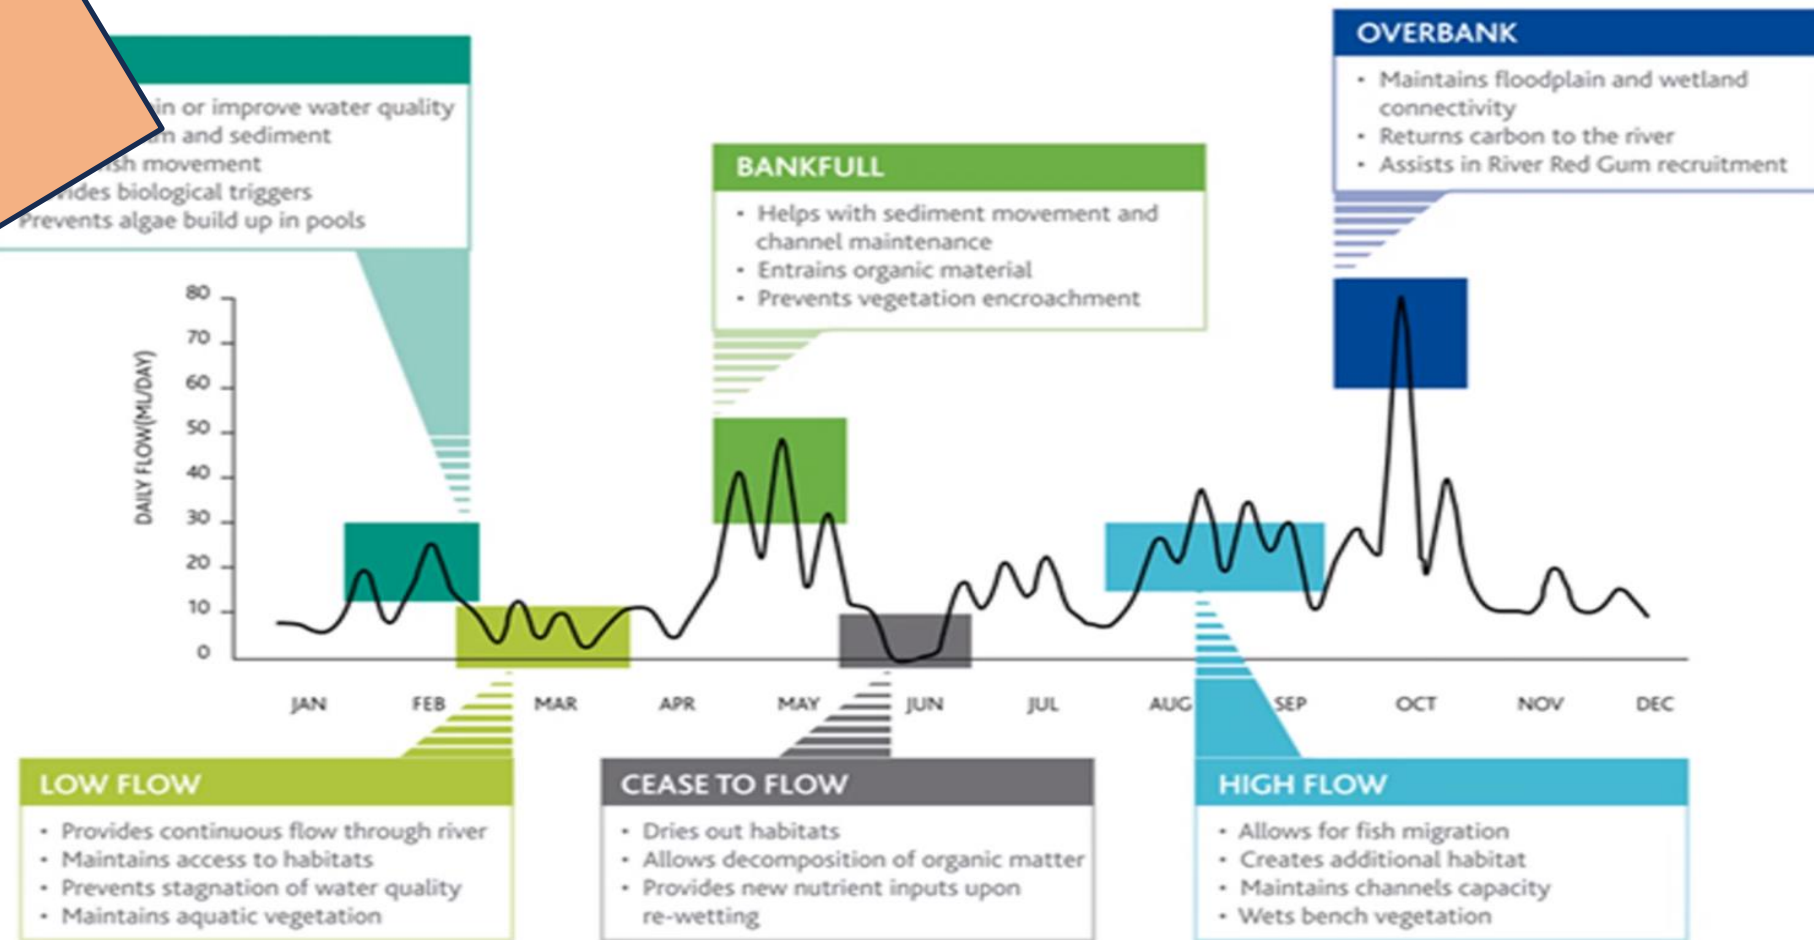 or improve water quality
and sediment
movement
biological triggers
Prevents algae build up in pools
BANKFULL
• Helps with sediment movement and
channel maintenance
• Entrains organic material
• Prevents vegetation encroachment
OVERBANK
• Maintains floodplain and wetland
connectivity
• Returns carbon to the river
• Assists in River Red Gum recruitment
DAILY FLOW(ML/DAY)
80
70
60
50
40
30
20
10
0
JAN FEB MAR APR MAY JUN JUL AUG SEP OCT NOV DEC
LOW FLOW
• Provides continuous flow through river
• Maintains access to habitats
• Prevents stagnation of water quality
• Maintains aquatic vegetation
CEASE TO FLOW
• Dries out habitats
• Allows decomposition of organic matter
• Provides new nutrient inputs upon
re-wetting
HIGH FLOW
• Allows for fish migration
• Creates additional habitat
• Maintains channels capacity
• Wets bench vegetation